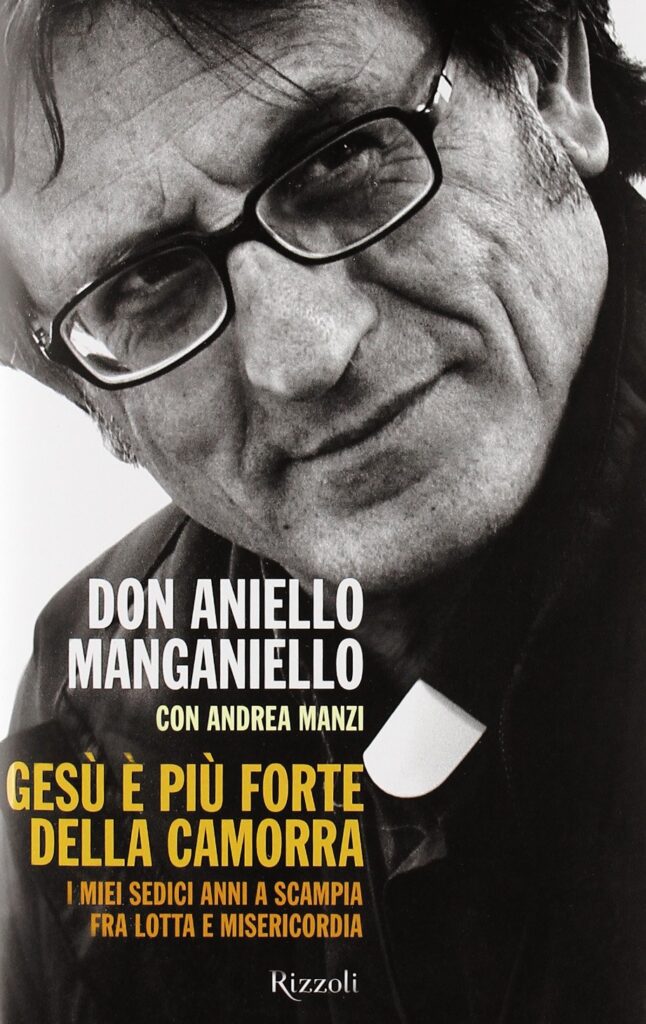 DON ANIELLO
MANGANIELLO
CON ANDREA MANZI
GESÙ È PIÙ FORTE
DELLA CAMORRA
I MIEI SEDICI ANNI A SCAMPIA
FRA LOTTA E MISERICORDIA
Rizzoli